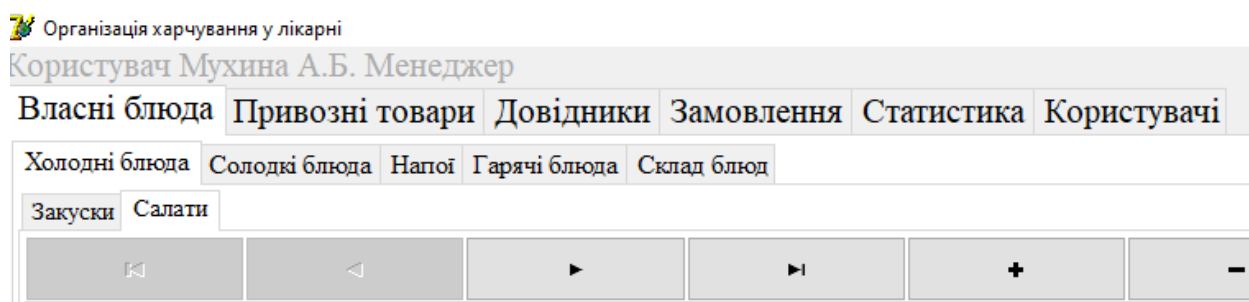 Організація харчування у лікарні
Користувач Мухина А.Б. Менеджер
Власні блюда Привозні товари Довідники Замовлення Статистика Користувачі
Холодні блюда Солодкі блюда Напої Гарячі блюда Склад блюд
Закуски Салати